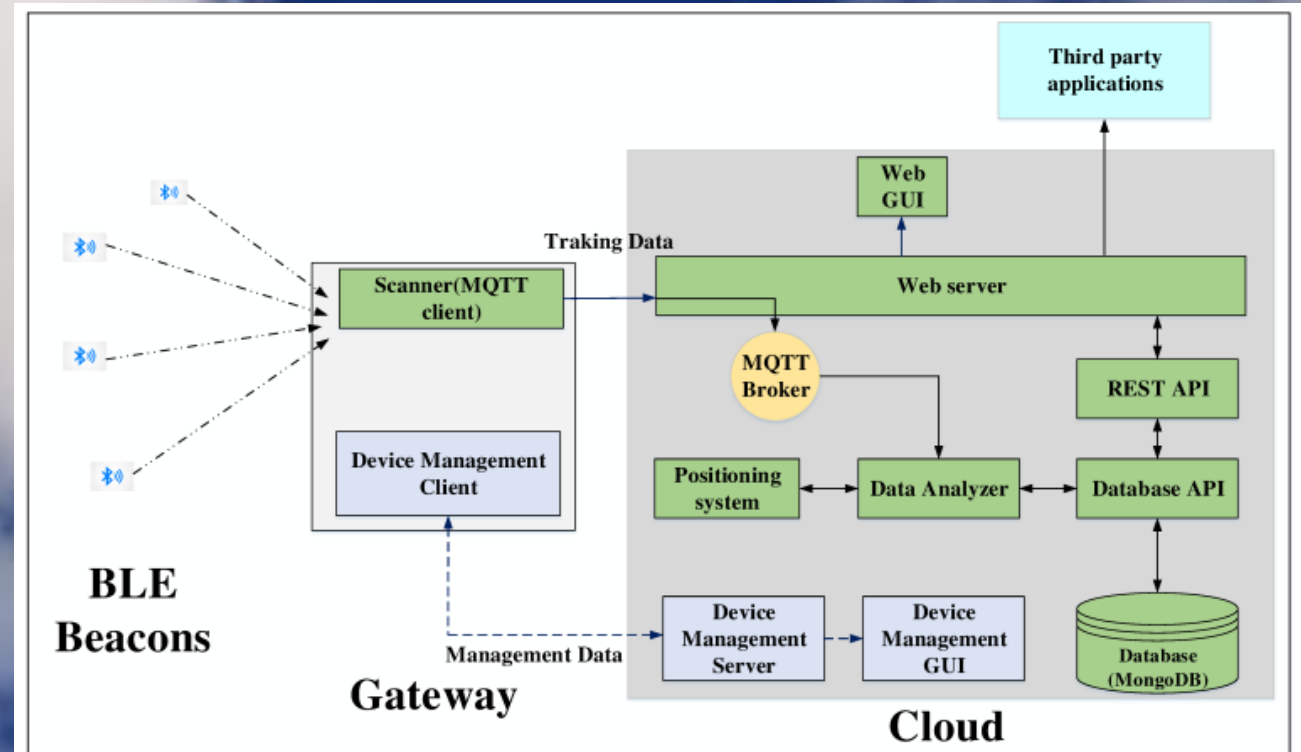 Third party
applications
Web
GUI
Traking Data
Scanner(MQTT
client)
Web server
MQTT
Broker
REST API
Device Management
Client
Positioning
system
Data Analyzer
Database API
BLE
Beacons
Device
Management
Server
Device
Management
GUI
Database
(MongoDB)
Management Data
Gateway
Cloud